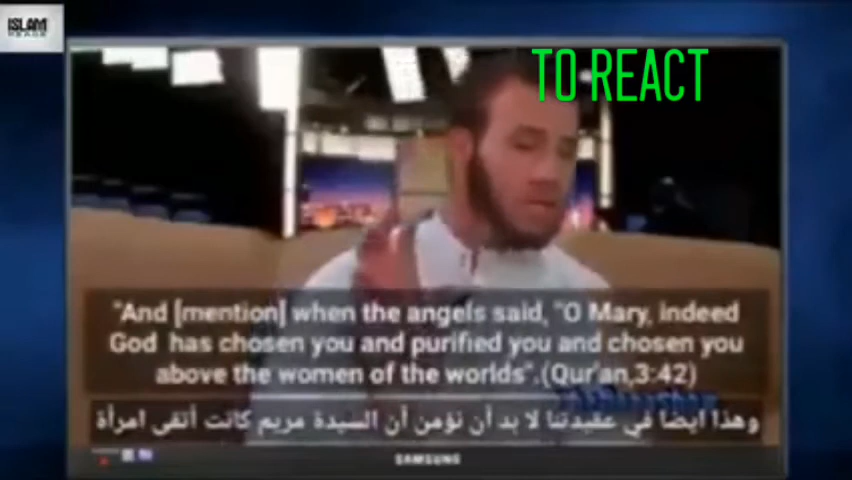 ISLAM
TO REACT
"And [mention] when the angels said, "O Mary, indeed
God has chosen you and purified you and chosen you
above the women of the worlds".(Qur'an,3:42)
وهذا ايضا في عقيدتنا لا بد أن نؤمن أن السيدة مريم كانت أتقى امرأة
SAMSUNG